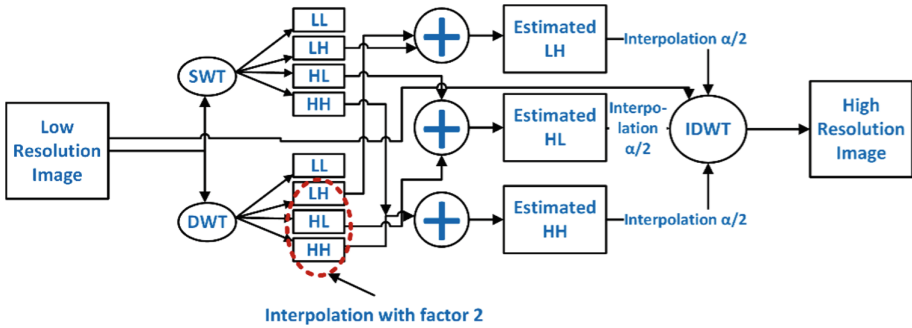 Low
Resolution
Image
SWT
DWT
LL
LH
HL
HH
LL
LH
HL
HH
Interpolation with factor 2
+
+
+
Estimated
LH
Estimated
HL
Estimated
HH
Interpolation α/2
Interpo-
lation
α/2
Interpolation α/2
IDWT
High
Resolution
Image